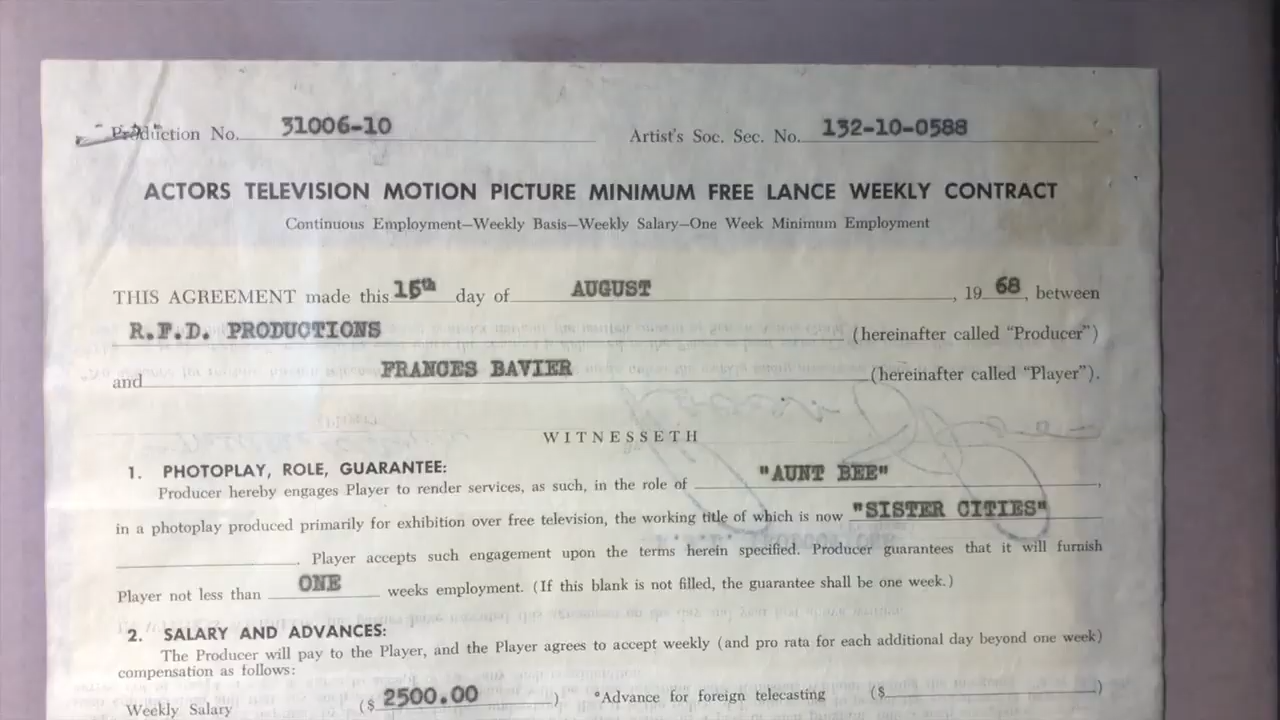 Production No. 31006-10 Artist's Soc. Sec. No. 132-10-0588
ACTORS TELEVISION MOTION PICTURE MINIMUM FREE LANCE WEEKLY CONTRACT
Continuous Employment—Weekly Basis—Weekly Salary—One Week Minimum Employment
THIS AGREEMENT made this 15th day of AUGUST, 19 68, between
R.F.D. PRODUCTIONS (hereinafter called "Producer")
and FRANCES BAVIER (hereinafter called "Player").
WITNESSETH
1. PHOTOPLAY, ROLE, GUARANTEE:
Producer hereby engages Player to render services, as such, in the role of "AUNT BEE",
in a photoplay produced primarily for exhibition over free television, the working title of which is now "SISTER CITIES"
. Player accepts such engagement upon the terms herein specified. Producer guarantees that it will furnish
Player not less than ONE weeks employment. (If this blank is not filled, the guarantee shall be one week.)
2. SALARY AND ADVANCES:
The Producer will pay to the Player, and the Player agrees to accept weekly (and pro rata for each additional day beyond one week)
compensation as follows:
Weekly Salary ($ 2500.00 ) *Advance for foreign telecasting ($ )